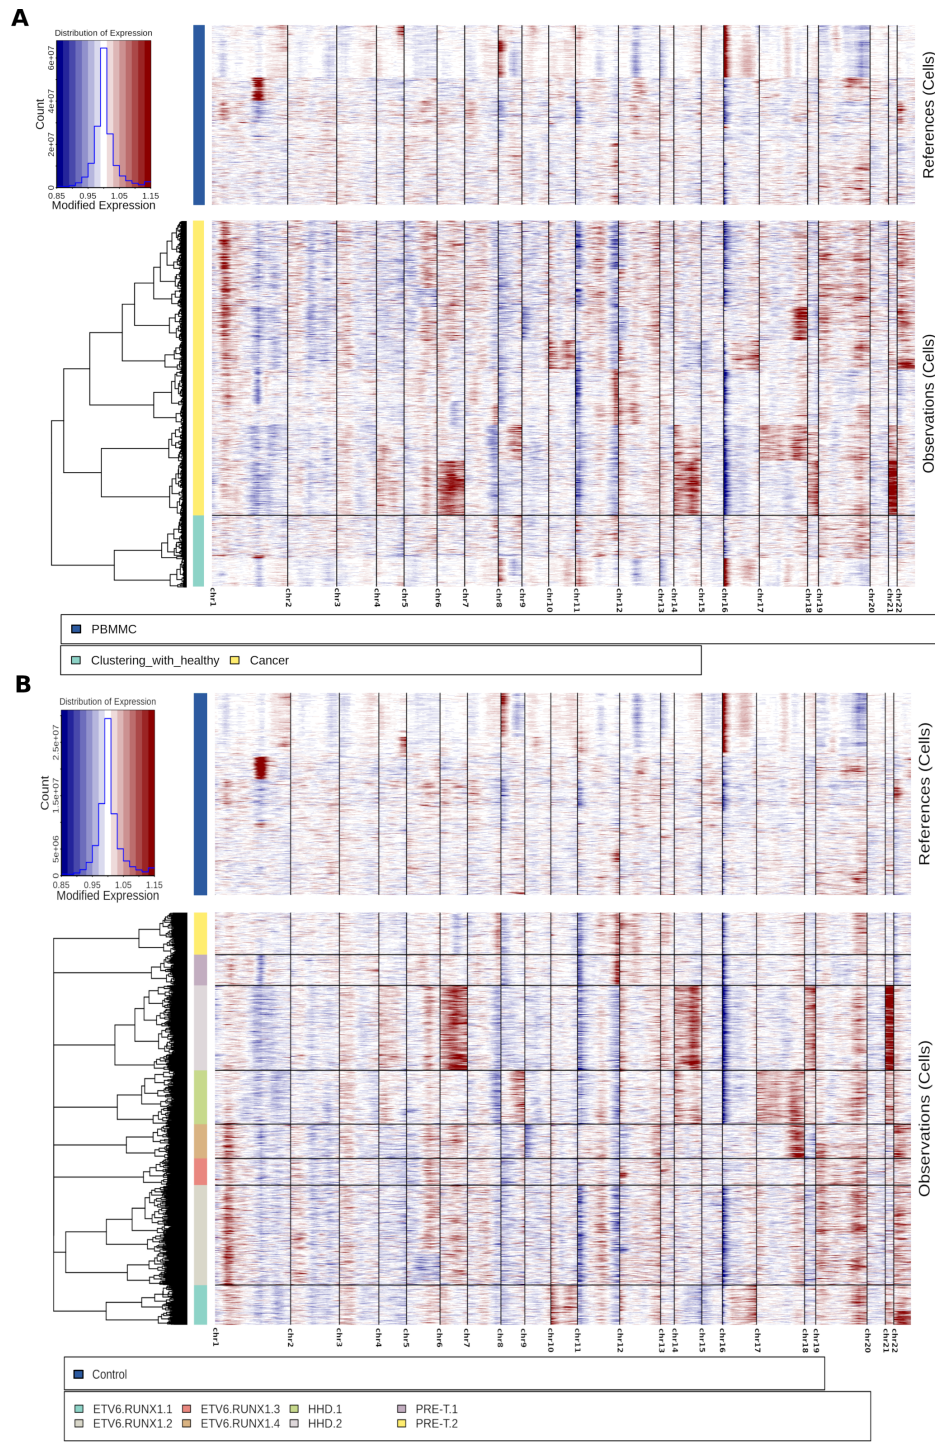 A
Distribution of Expression
Count
0 2e+07 4e+07 6e+07
0.85 0.95 1.05 1.15
Modified Expression
References (Cells)
Observations (Cells)
chr1 chr2 chr3 chr4 chr5 chr6 chr7 chr8 chr9 chr10 chr11 chr12 chr13 chr14 chr15 chr16 chr17 chr18 chr19 chr20 chr21 chr22
PBMMC
Clustering_with_healthy Cancer
B
Distribution of Expression
Count
0 5e+06 1.5e+07 2.5e+07
0.85 0.95 1.05 1.15
Modified Expression
References (Cells)
Observations (Cells)
chr1 chr2 chr3 chr4 chr5 chr6 chr7 chr8 chr9 chr10 chr11 chr12 chr13 chr14 chr15 chr16 chr17 chr18 chr19 chr20 chr21 chr22
Control
ETV6.RUNX1.1 ETV6.RUNX1.3 HHD.1 PRE-T.1
ETV6.RUNX1.2 ETV6.RUNX1.4 HHD.2 PRE-T.2